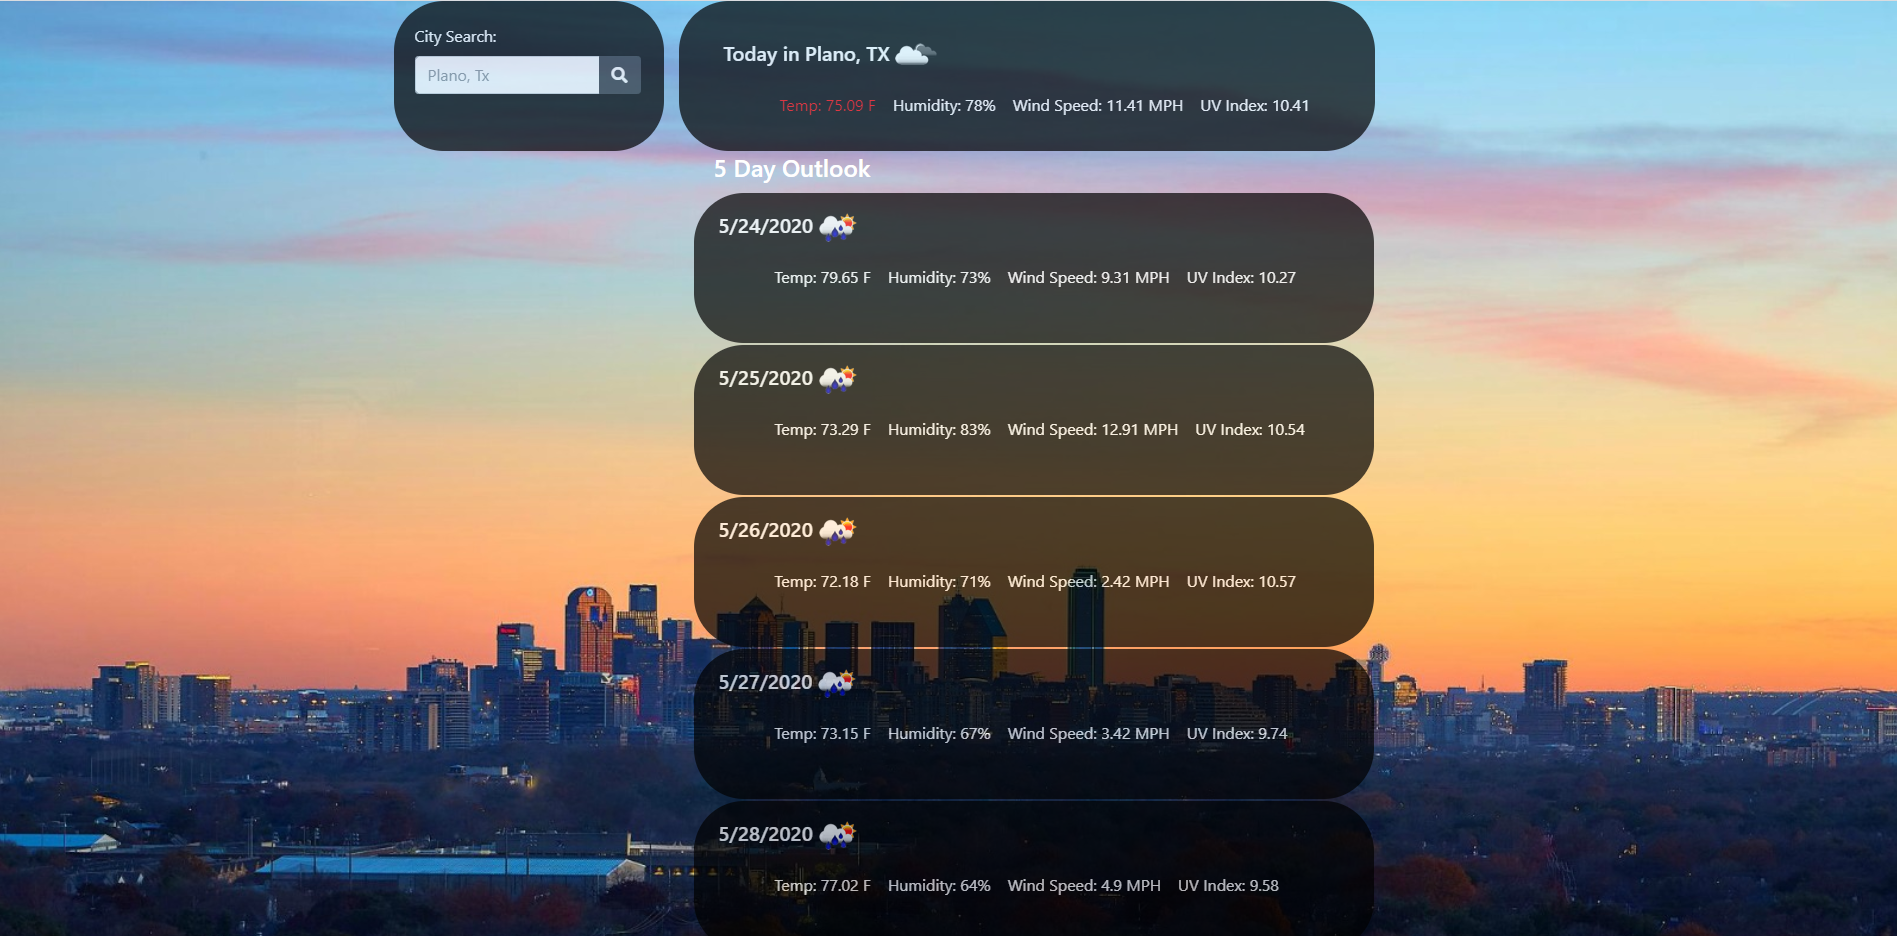 City Search:
Plano, Tx
Today in Plano, TX
Temp: 75.09 F Humidity: 78% Wind Speed: 11.41 MPH UV Index: 10.41
5 Day Outlook
5/24/2020
Temp: 79.65 F Humidity: 73% Wind Speed: 9.31 MPH UV Index: 10.27
5/25/2020
Temp: 73.29 F Humidity: 83% Wind Speed: 12.91 MPH UV Index: 10.54
5/26/2020
Temp: 72.18 F Humidity: 71% Wind Speed: 2.42 MPH UV Index: 10.57
5/27/2020
Temp: 73.15 F Humidity: 67% Wind Speed: 3.42 MPH UV Index: 9.74
5/28/2020
Temp: 77.02 F Humidity: 64% Wind Speed: 4.9 MPH UV Index: 9.58